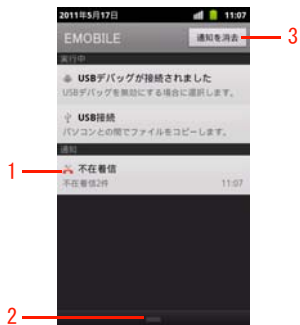 2011年5月17日 11:07
EMOBILE 通知を消去 3
実行中
USBデバッグが接続されました
USBデバッグを無効にする場合に選択します。
USB接続
パソコンとの間でファイルをコピーします。
通知
1 不在着信
不在着信2件 11:07
2